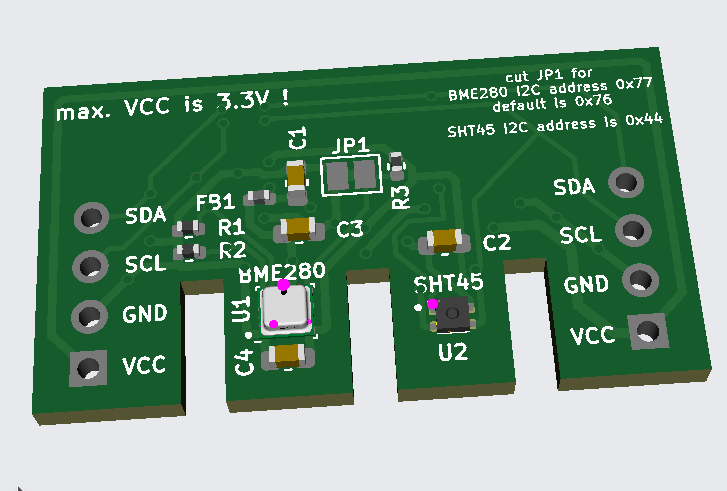 max. VCC is 3.3V !
cut JP1 for
BME280 I2C address 0x77
default is 0x76
SHT45 I2C address is 0x44
C1
JP1
R3
FB1
SDA
R1
C3
R2
SCL
C2
SDA
SCL
GND
VCC
BME280
SHT45
U1
GND
U2
C4
VCC